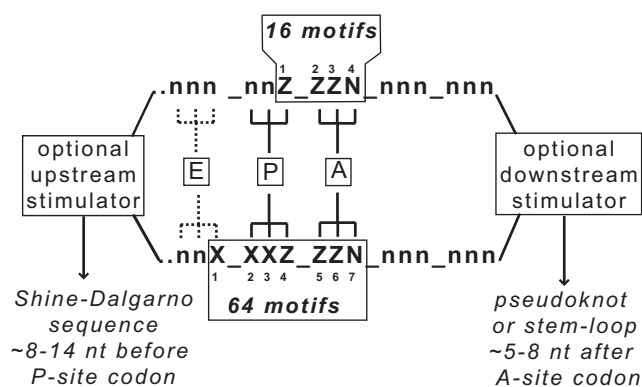 16 motifs
1 2 3 4
..nnn _nnZ_ZZN_nnn_nnn
optional
upstream
stimulator
E
P
A
optional
downstream
stimulator
..nnX_XXZ_ZZN_nnn_nnn
1 2 3 4 5 6 7
64 motifs
Shine-Dalgarno
sequence
~8-14 nt before
P-site codon
pseudoknot
or stem-loop
~5-8 nt after
A-site codon